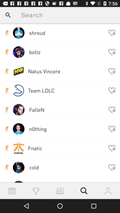 7:56
Search
shroud
boltz
Natus Vincere
Team LDLC
FalleN
n0thing
Fnatic
cold